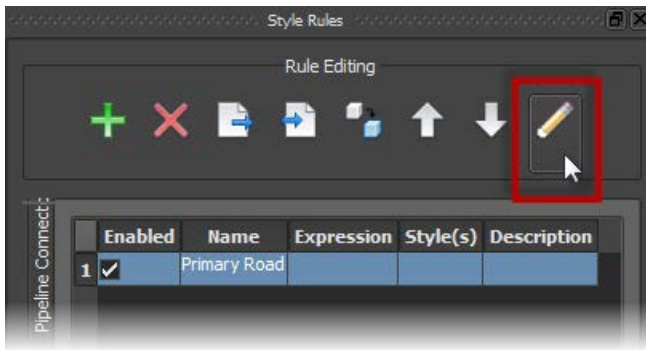 Style Rules
Rule Editing
Pipeline Connect
Enabled Name Expression Style(s) Description
1 Primary Road